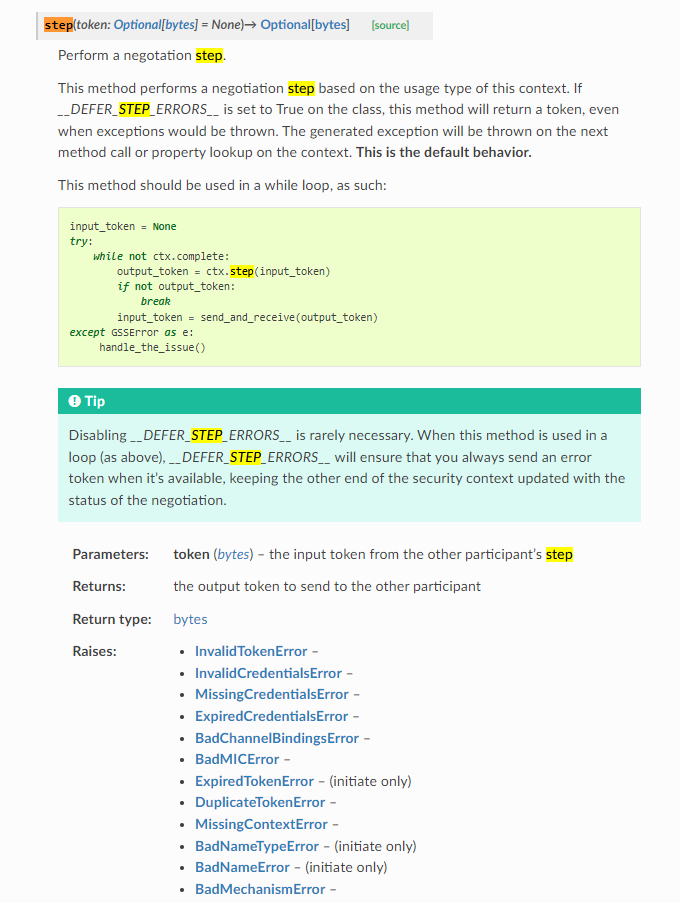 step(token: Optional[bytes] = None)→ Optional[bytes] [source]
Perform a negotation step.
This method performs a negotiation step based on the usage type of this context. If
__DEFER_STEP_ERRORS__ is set to True on the class, this method will return a token, even
when exceptions would be thrown. The generated exception will be thrown on the next
method call or property lookup on the context. This is the default behavior.
This method should be used in a while loop, as such:
input_token = None
try:
    while not ctx.complete:
        output_token = ctx.step(input_token)
        if not output_token:
            break
        input_token = send_and_receive(output_token)
except GSSError as e:
     handle_the_issue()
Tip
Disabling __DEFER_STEP_ERRORS__ is rarely necessary. When this method is used in a
loop (as above), __DEFER_STEP_ERRORS__ will ensure that you always send an error
token when it's available, keeping the other end of the security context updated with the
status of the negotiation.
Parameters: token (bytes) – the input token from the other participant's step
Returns: the output token to send to the other participant
Return type: bytes
Raises: • InvalidTokenError –
• InvalidCredentialsError –
• MissingCredentialsError –
• ExpiredCredentialsError –
• BadChannelBindingsError –
• BadMICError –
• ExpiredTokenError – (initiate only)
• DuplicateTokenError –
• MissingContextError –
• BadNameTypeError – (initiate only)
• BadNameError – (initiate only)
• BadMechanismError –